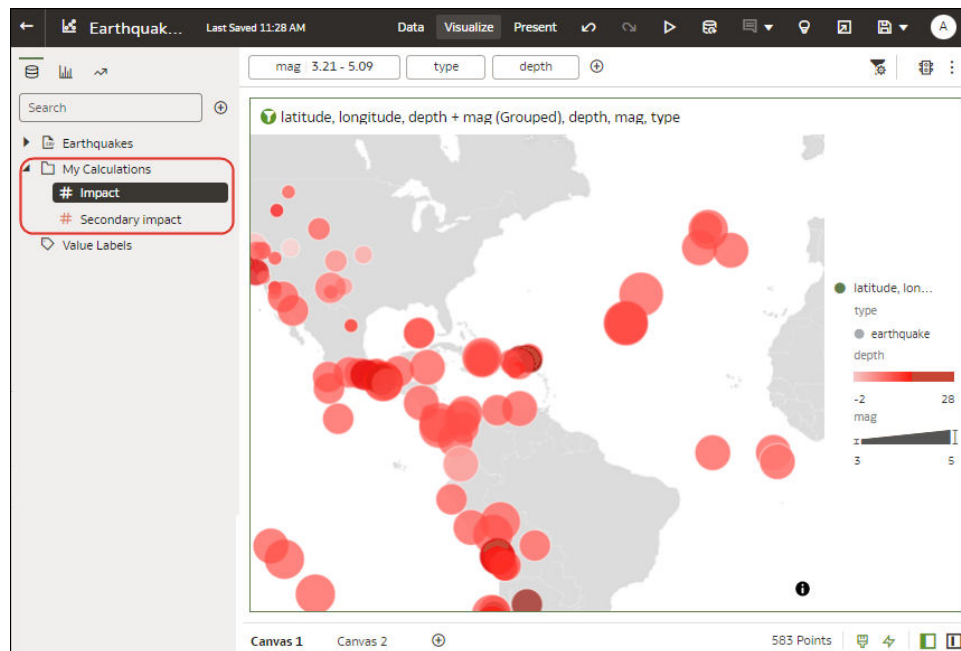 Earthquak... Last Saved 11:28 AM Data Visualize Present A
mag 3.21 - 5.09 type depth
Search
Earthquakes
My Calculations
# Impact
# Secondary impact
Value Labels
latitude, longitude, depth + mag (Grouped), depth, mag, type
latitude, lon...
type
earthquake
depth
-2 28
mag
3 5
Canvas 1 Canvas 2 583 Points